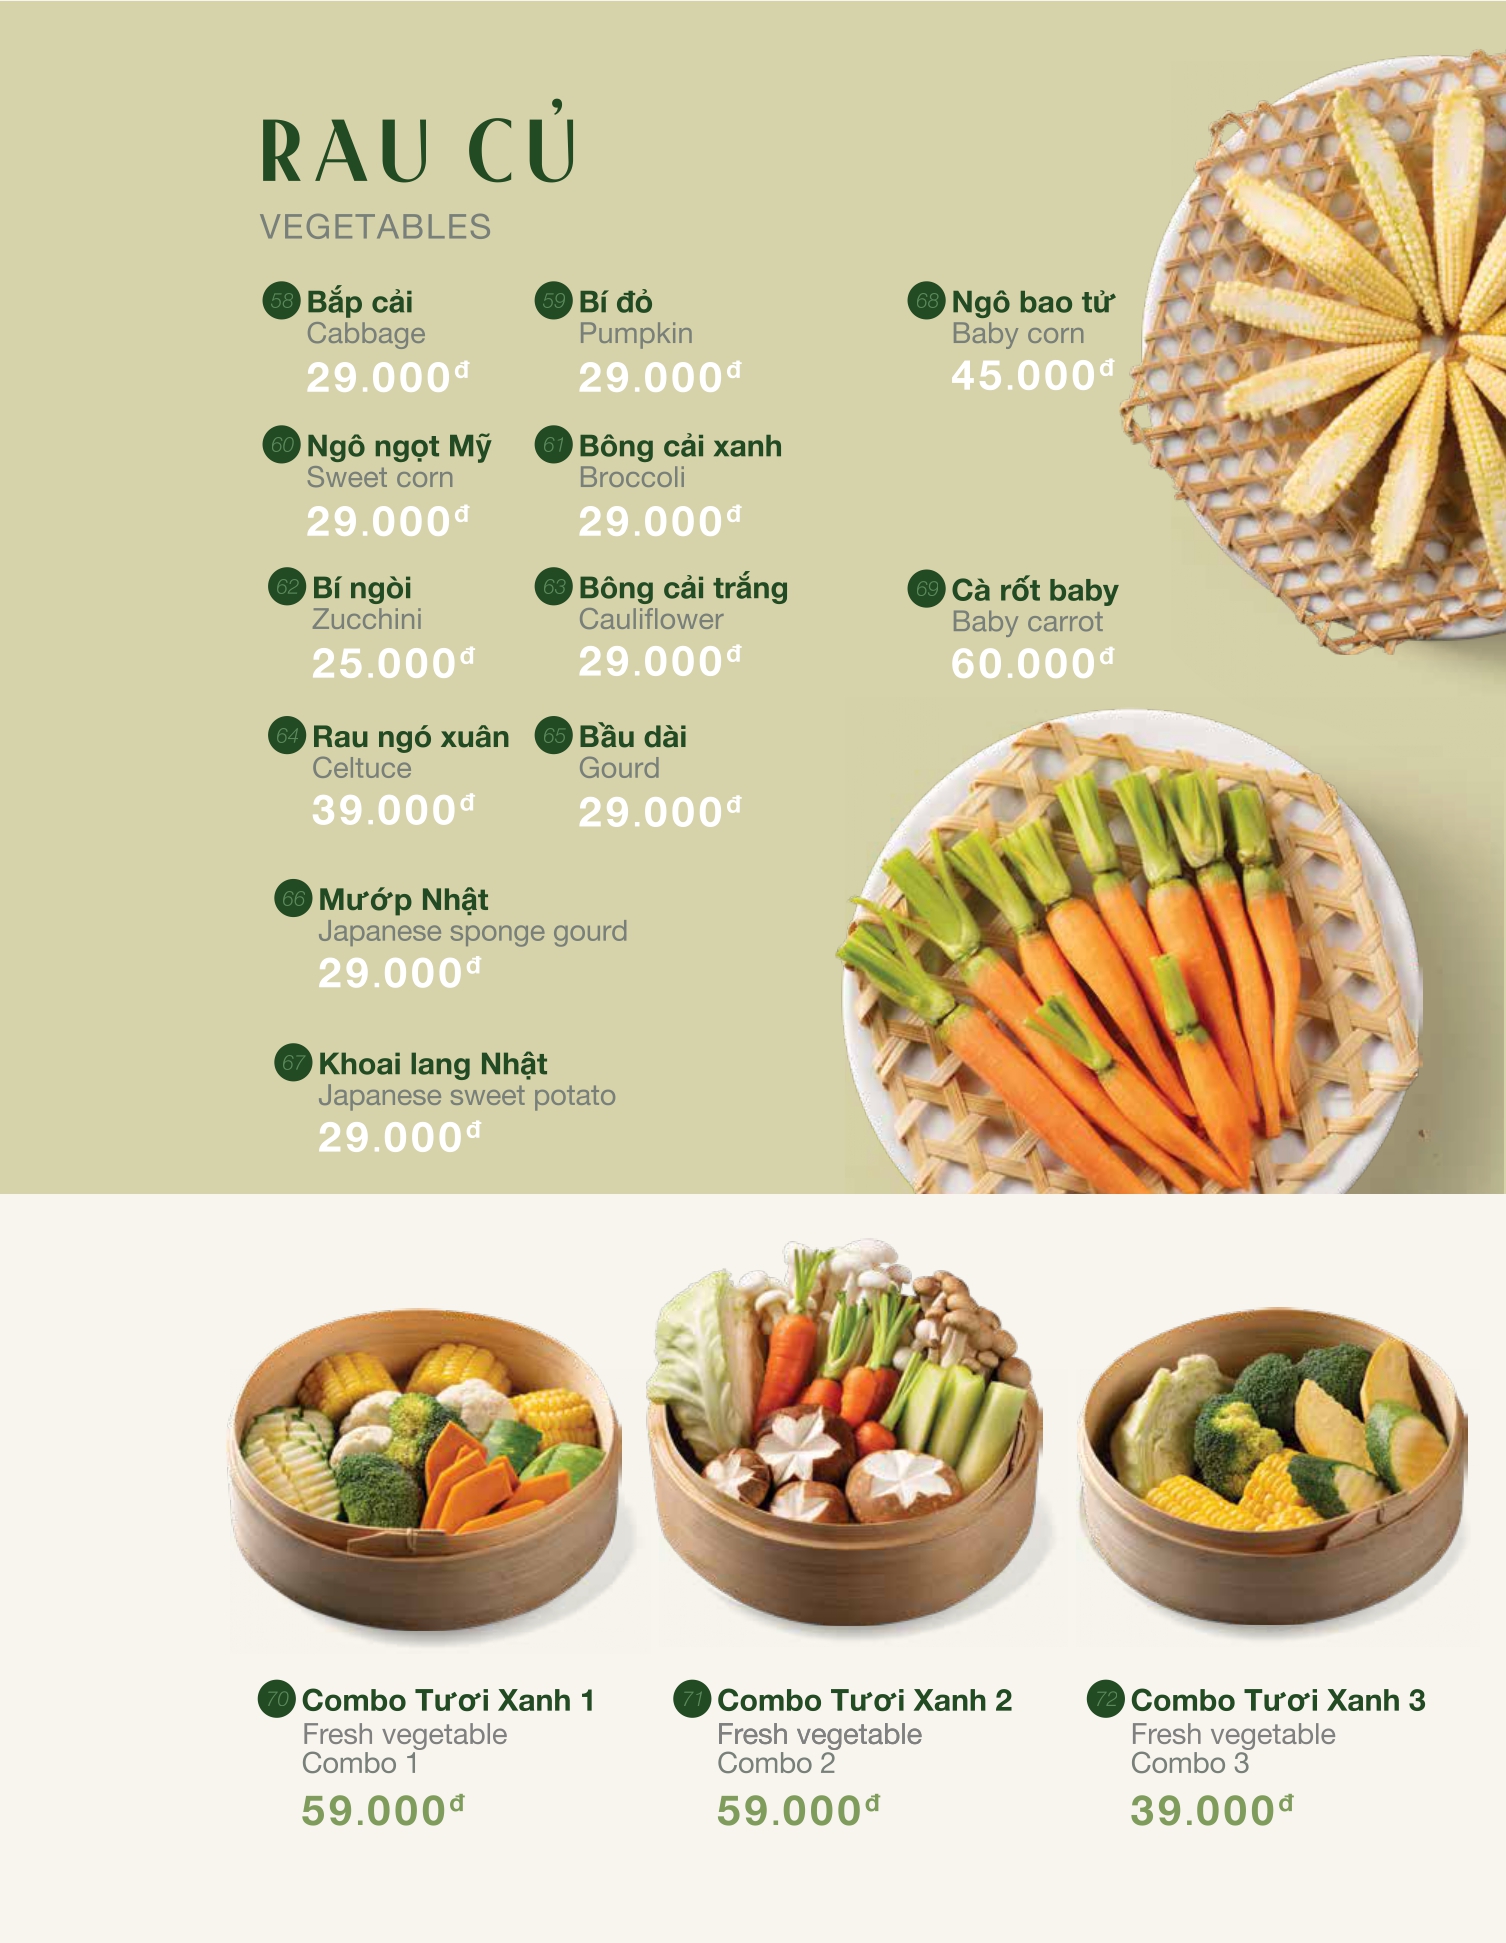 RAU CỦ
VEGETABLES
58 Bắp cải
Cabbage
29.000đ
59 Bí đỏ
Pumpkin
29.000đ
68 Ngô bao tử
Baby corn
45.000đ
60 Ngô ngọt Mỹ
Sweet corn
29.000đ
61 Bông cải xanh
Broccoli
29.000đ
62 Bí ngòi
Zucchini
25.000đ
63 Bông cải trắng
Cauliflower
29.000đ
69 Cà rốt baby
Baby carrot
60.000đ
64 Rau ngó xuân
Celtuce
39.000đ
65 Bầu dài
Gourd
29.000đ
66 Mướp Nhật
Japanese sponge gourd
29.000đ
67 Khoai lang Nhật
Japanese sweet potato
29.000đ
70 Combo Tươi Xanh 1
Fresh vegetable
Combo 1
59.000đ
71 Combo Tươi Xanh 2
Fresh vegetable
Combo 2
59.000đ
72 Combo Tươi Xanh 3
Fresh vegetable
Combo 3
39.000đ